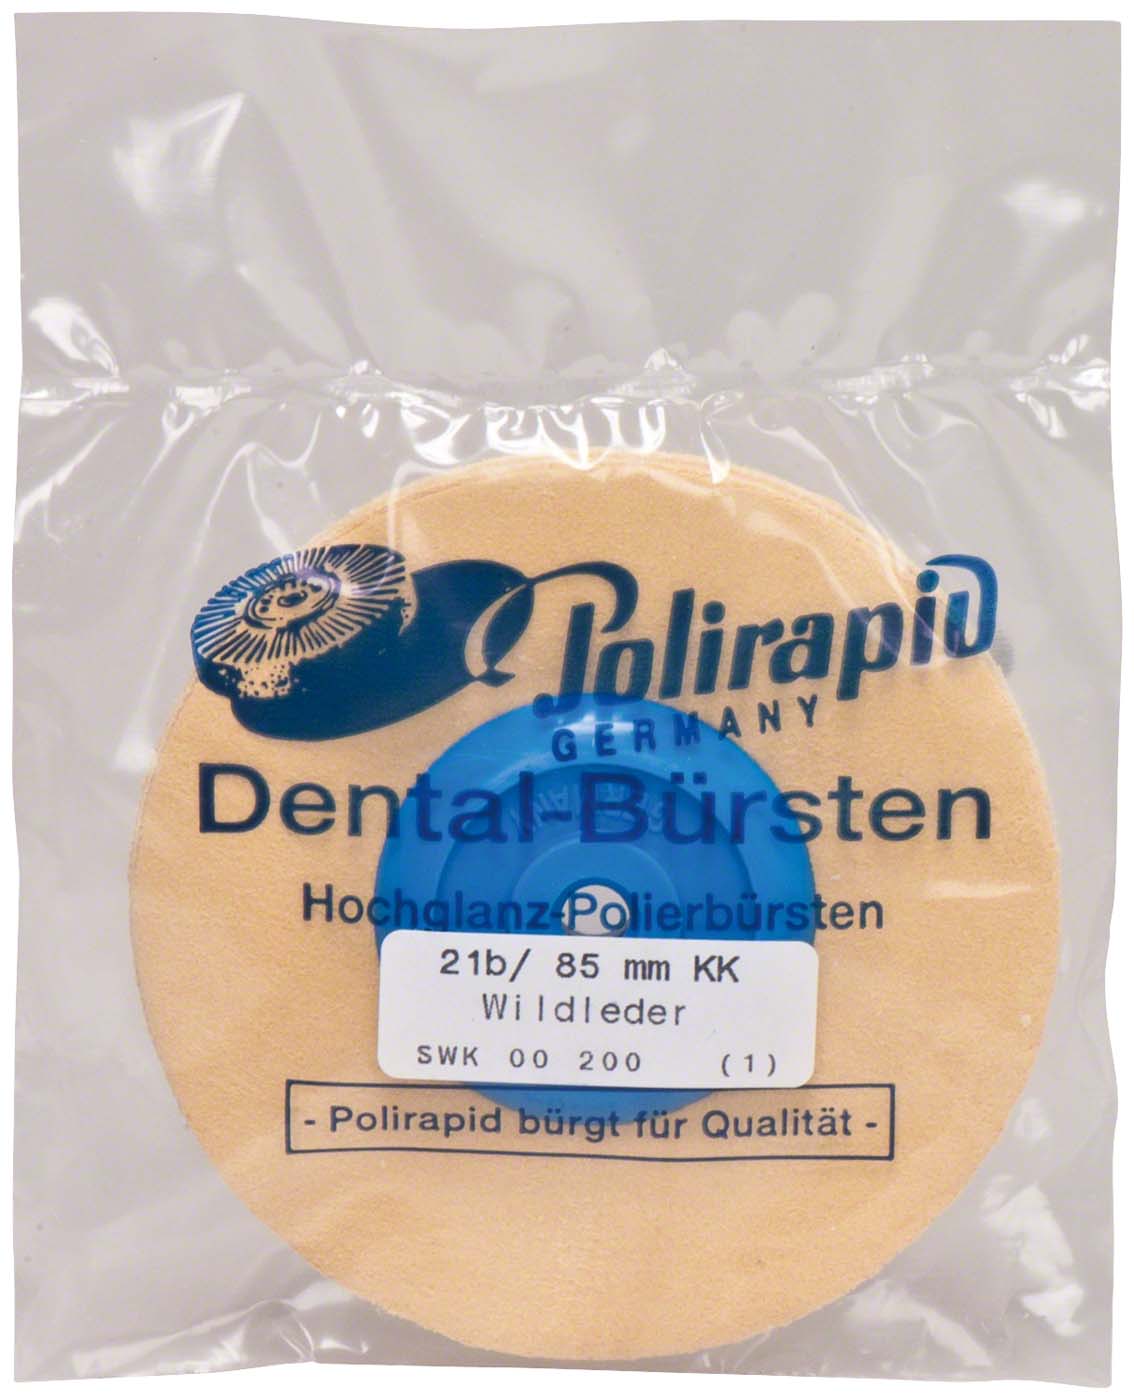 Polirapid
GERMANY
Dental-Bürsten
Hochglanz-Polierbürsten
21b/ 85 mm KK
Wildleder
SWK 00 200 (1)
- Polirapid bürgt für Qualität -